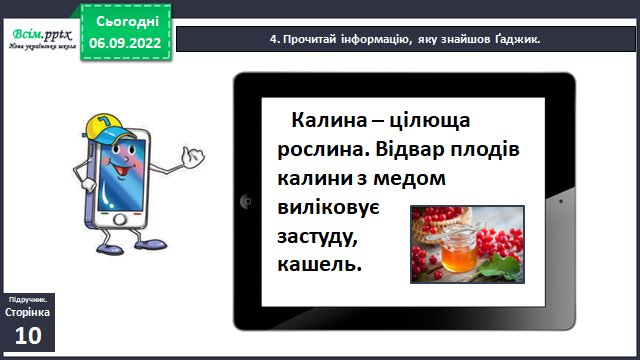 Всім.pptx
Нова українська школа
Сьогодні
06.09.2022
4. Прочитай інформацію, яку знайшов Ґаджик.
Калина – цілюща
рослина. Відвар плодів
калини з медом
виліковує
застуду,
кашель.
Підручник.
Сторінка
10